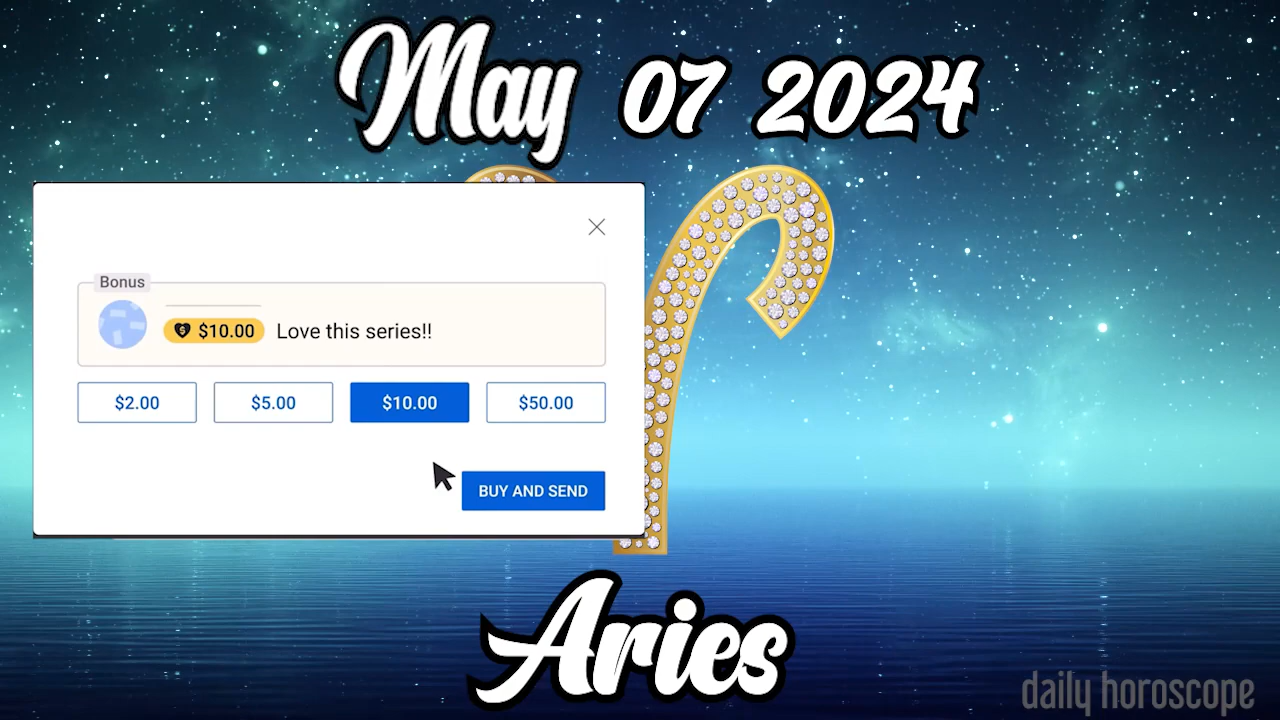 May 07 2024
Bonus
$10.00 Love this series!!
$2.00 $5.00 $10.00 $50.00
BUY AND SEND
Aries
daily horoscope